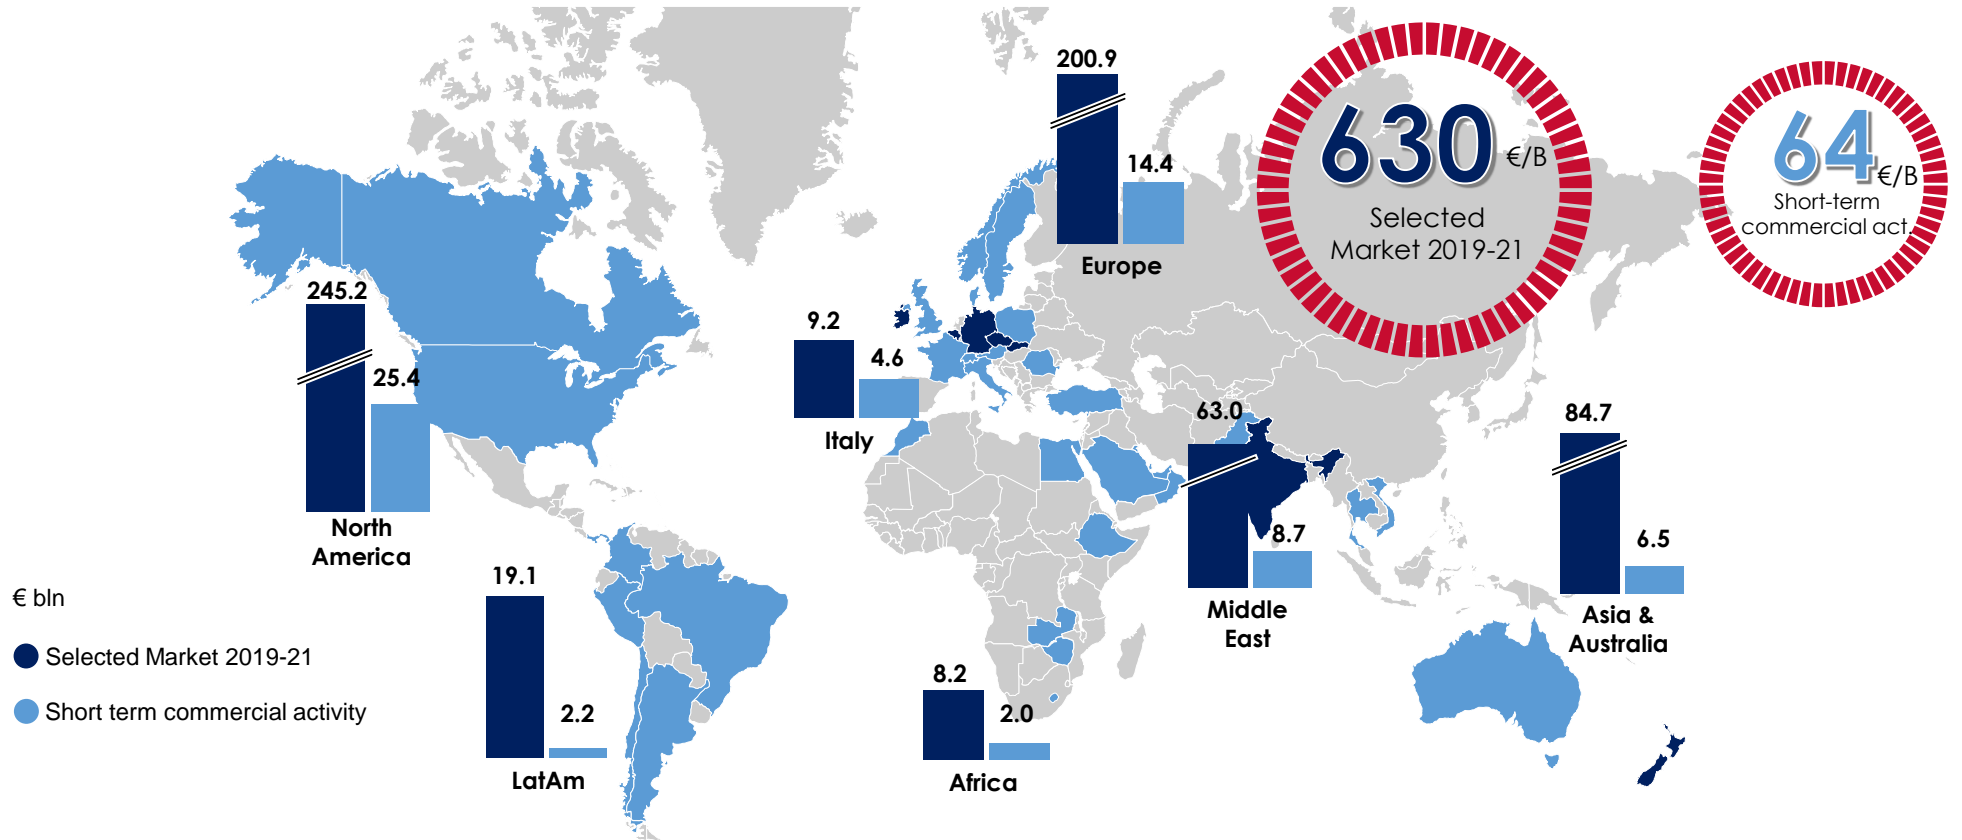 200.9
14.4
Europe
630 €/B
Selected
Market 2019-21
64 €/B
Short-term
commercial act.
245.2
25.4
North
America
9.2
4.6
Italy
63.0
8.7
Middle
East
84.7
6.5
Asia &
Australia
19.1
2.2
LatAm
8.2
2.0
Africa
€ bln
Selected Market 2019-21
Short term commercial activity